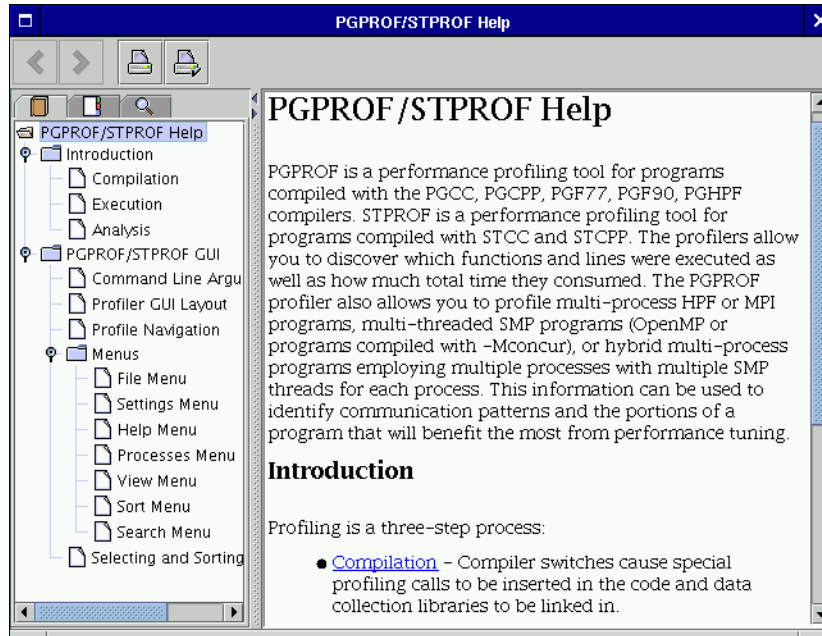 PGPROF/STPROF Help
PGPROF/STPROF Help
Introduction
Compilation
Execution
Analysis
PGPROF/STPROF GUI
Command Line Argu
Profiler GUI Layout
Profile Navigation
Menus
File Menu
Settings Menu
Help Menu
Processes Menu
View Menu
Sort Menu
Search Menu
Selecting and Sorting
PGPROF/STPROF Help
PGPROF is a performance profiling tool for programs
compiled with the PGCC, PGCPP, PGF77, PGF90, PGHPF
compilers. STPROF is a performance profiling tool for
programs compiled with STCC and STCPP. The profilers allow
you to discover which functions and lines were executed as
well as how much total time they consumed. The PGPROF
profiler also allows you to profile multi-process HPF or MPI
programs, multi-threaded SMP programs (OpenMP or
programs compiled with -Mconcur), or hybrid multi-process
programs employing multiple processes with multiple SMP
threads for each process. This information can be used to
identify communication patterns and the portions of a
program that will benefit the most from performance tuning.
Introduction
Profiling is a three-step process:
● Compilation - Compiler switches cause special
profiling calls to be inserted in the code and data
collection libraries to be linked in.